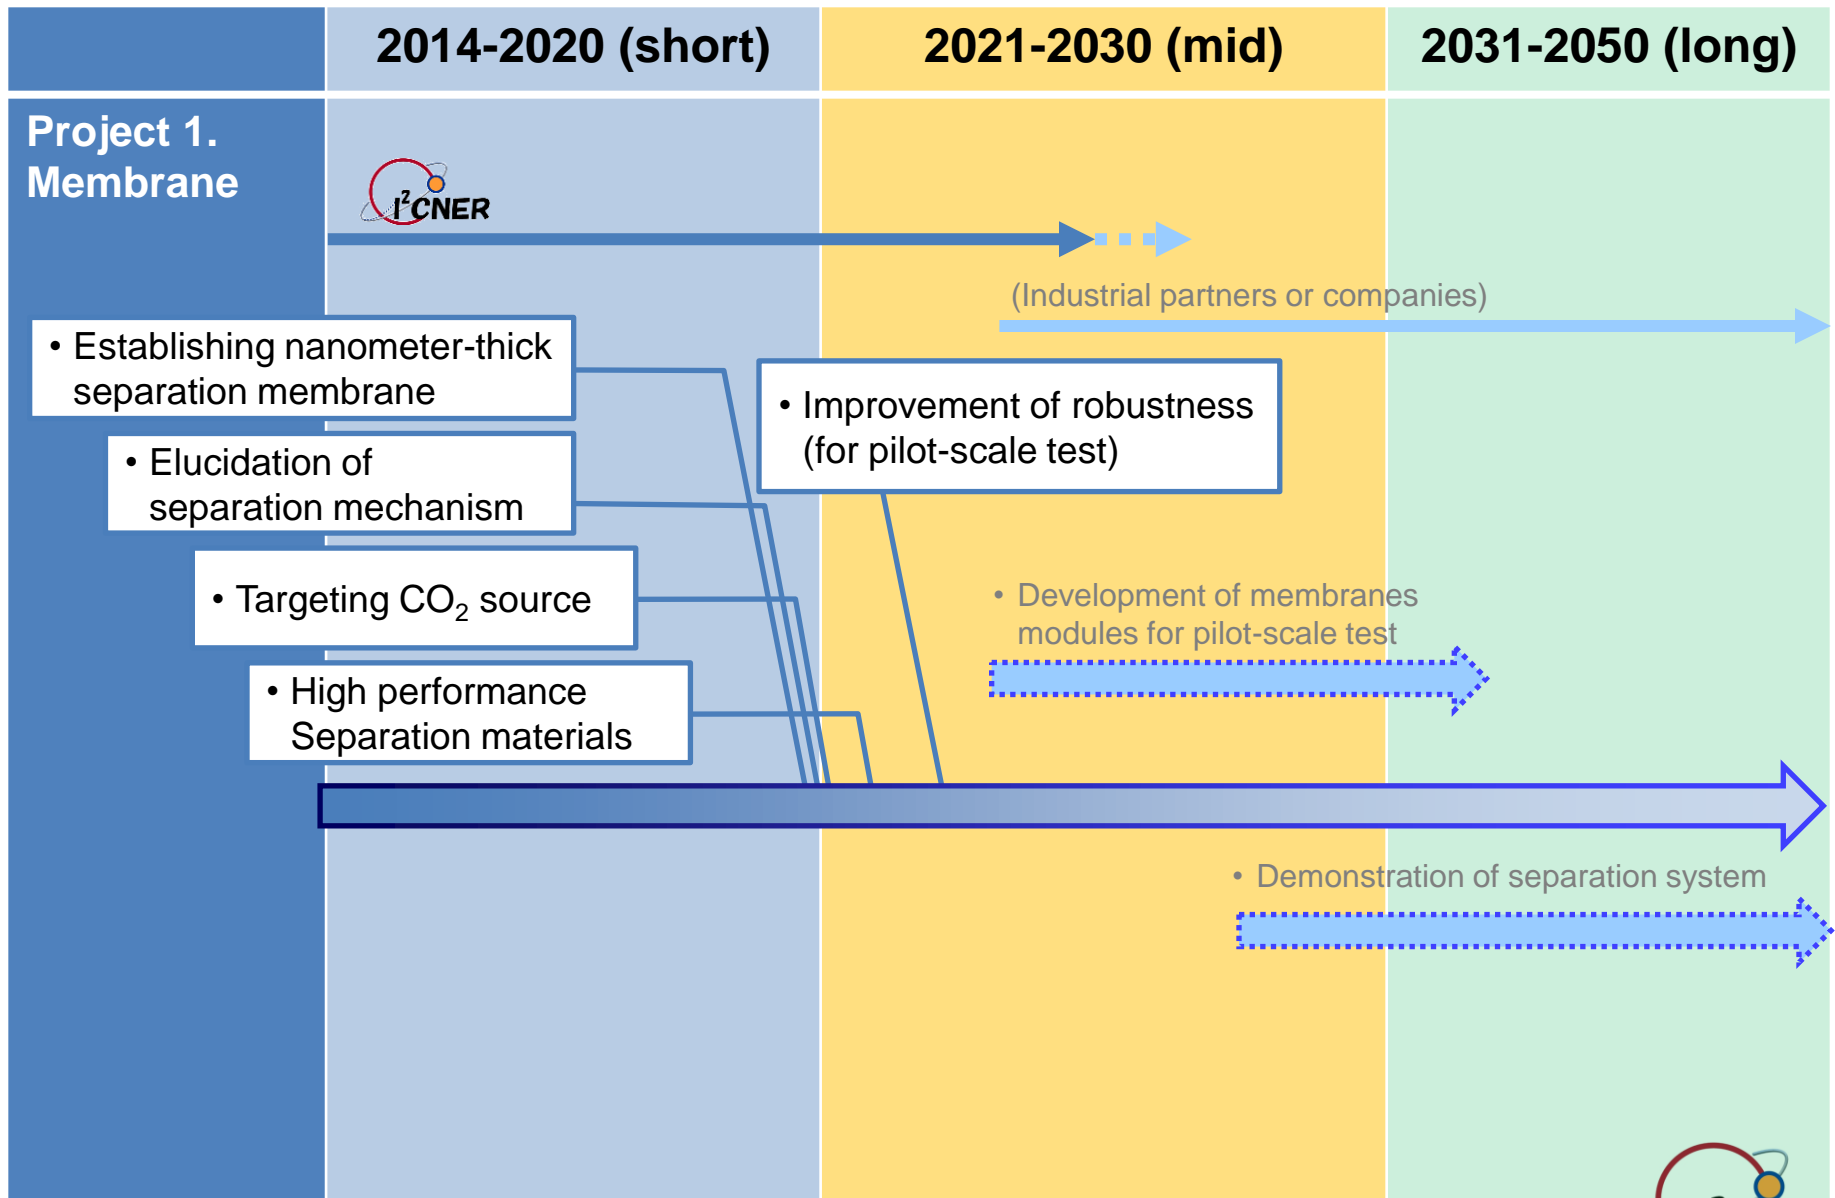 2014-2020 (short)
2021-2030 (mid)
2031-2050 (long)
Project 1.
Membrane
I²CNER
(Industrial partners or companies)
• Establishing nanometer-thick
separation membrane
• Improvement of robustness
(for pilot-scale test)
• Elucidation of
separation mechanism
• Targeting CO₂ source
• Development of membranes
modules for pilot-scale test
• High performance
Separation materials
• Demonstration of separation system